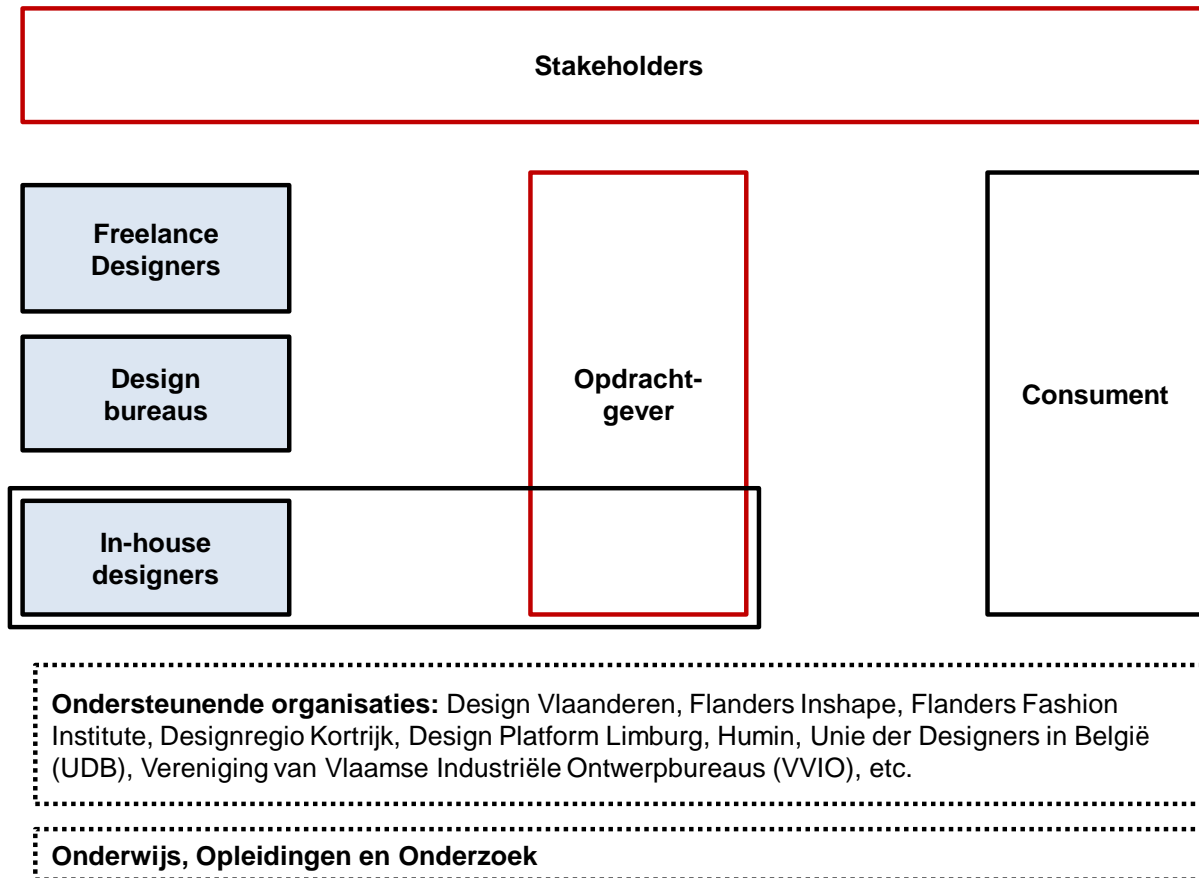 Stakeholders
Freelance
Designers
Design
bureaus
In-house
designers
Opdracht-
gever
Consument
Ondersteunende organisaties: Design Vlaanderen, Flanders Inshape, Flanders Fashion
Institute, Designregio Kortrijk, Design Platform Limburg, Humin, Unie der Designers in België
(UDB), Vereniging van Vlaamse Industriële Ontwerpbureaus (VVIO), etc.
Onderwijs, Opleidingen en Onderzoek